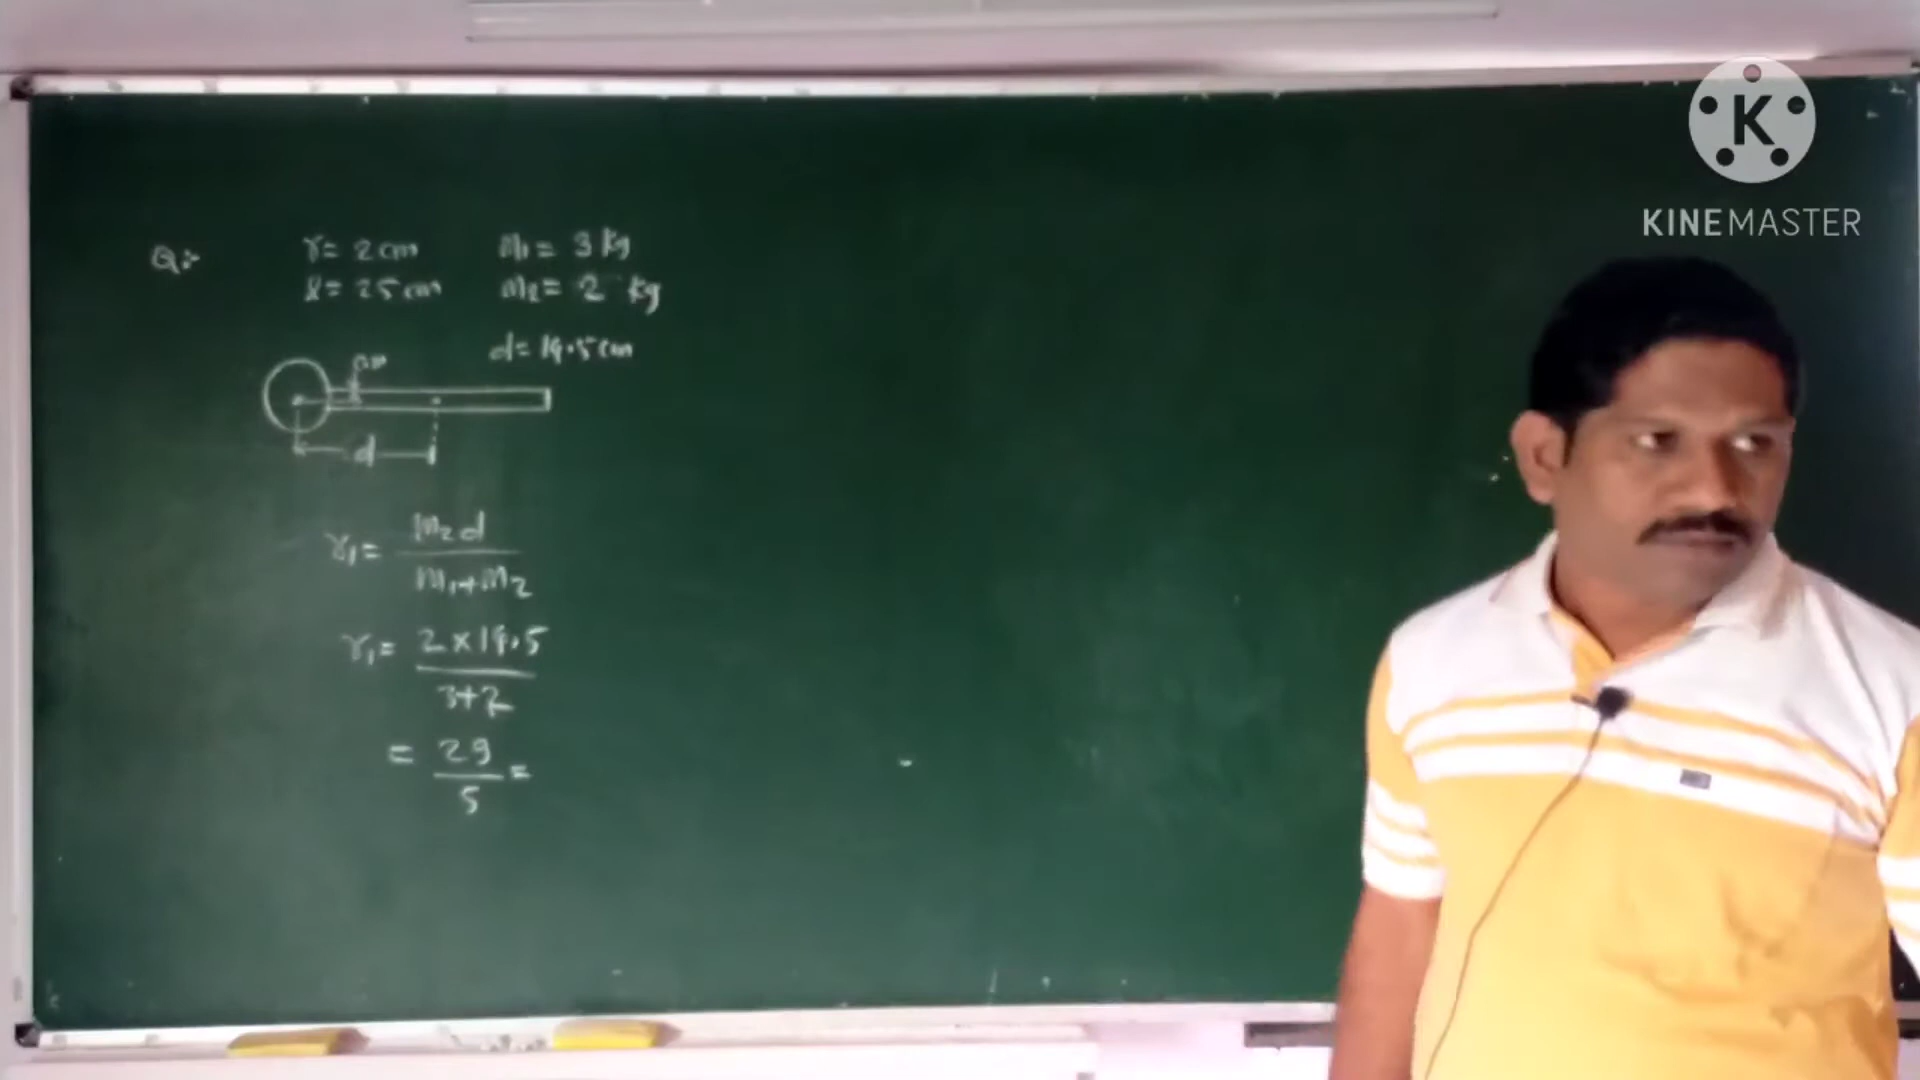 KINEMASTER
Q:-
r = 2 cm m₁ = 3 kg
l = 25 cm m₂ = 2 kg
d = 14.5 cm
d
r₁ = m₂d / m₁+m₂
r₁ = 2 × 14.5 / 3+2
= 29 / 5 =